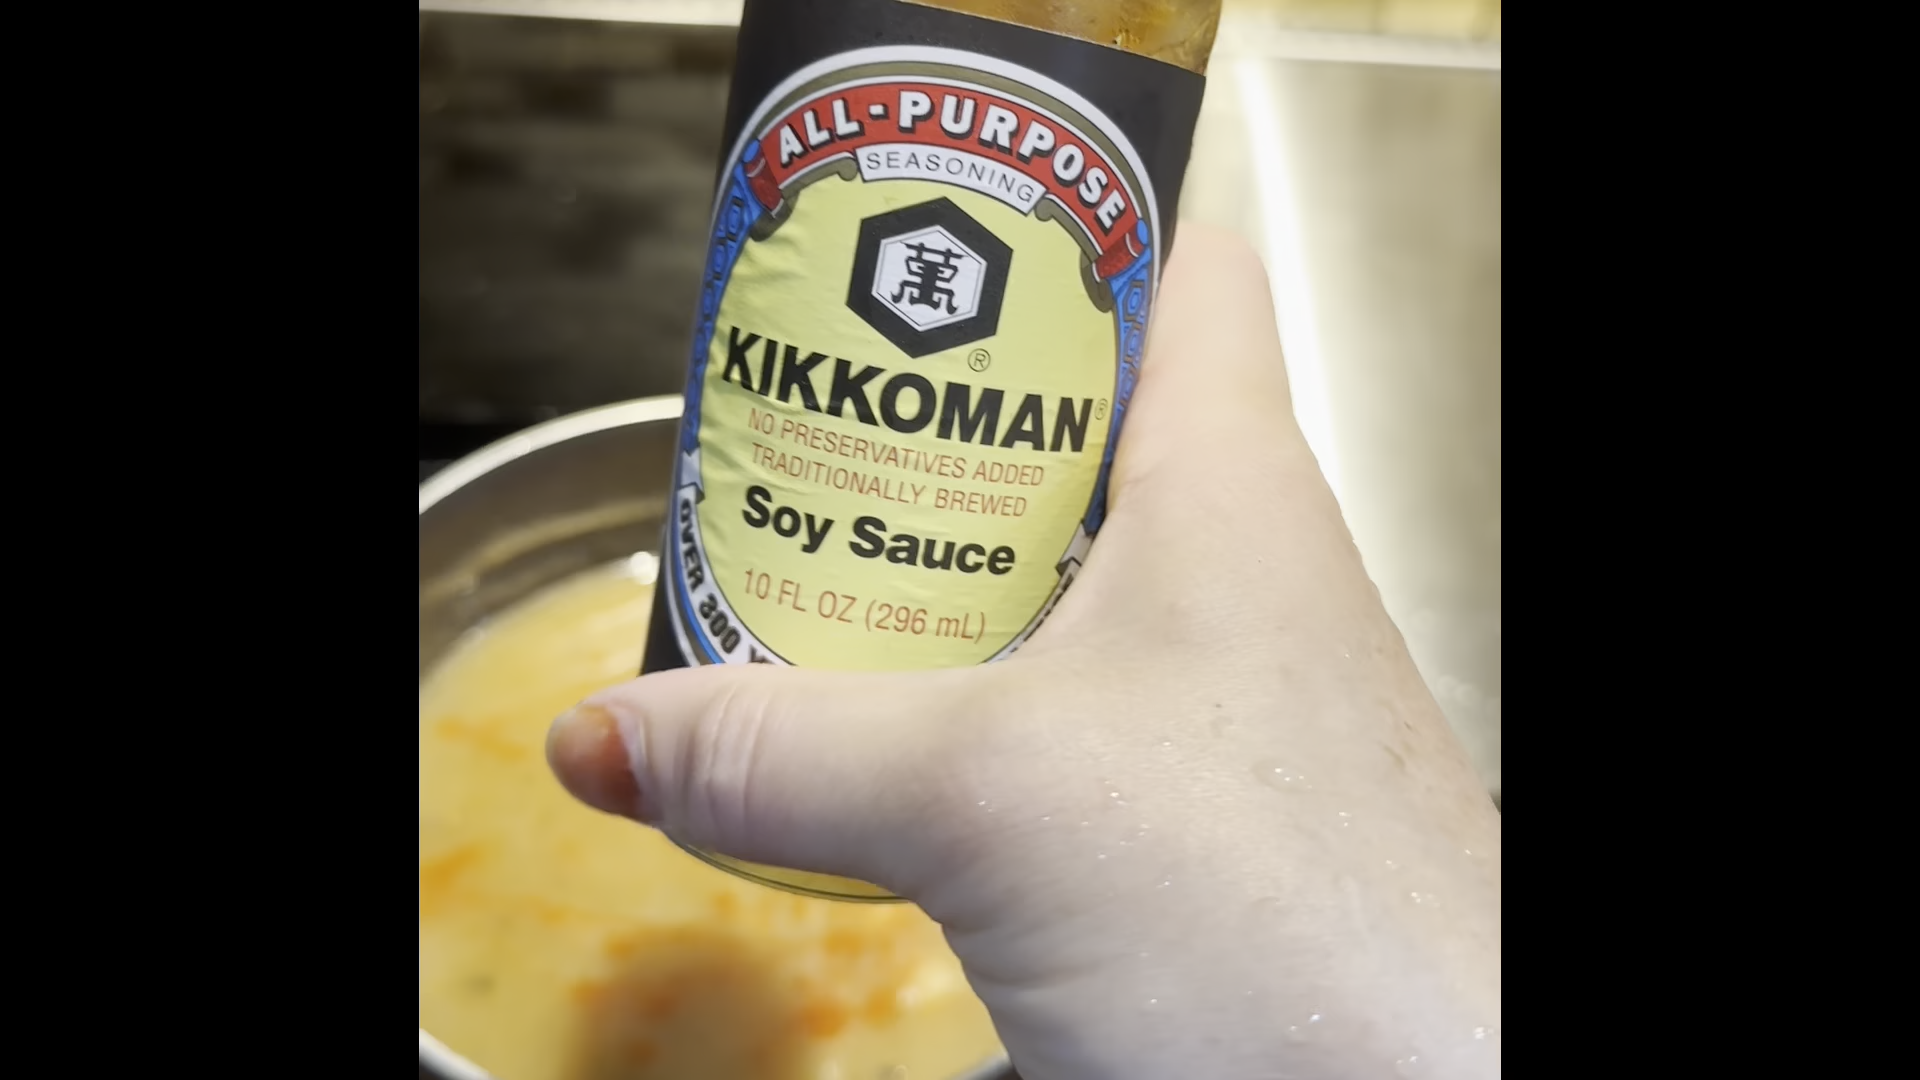 ALL-PURPOSE
SEASONING
萬
®
KIKKOMAN®
NO PRESERVATIVES ADDED
TRADITIONALLY BREWED
Soy Sauce
10 FL OZ (296 mL)
OVER 300